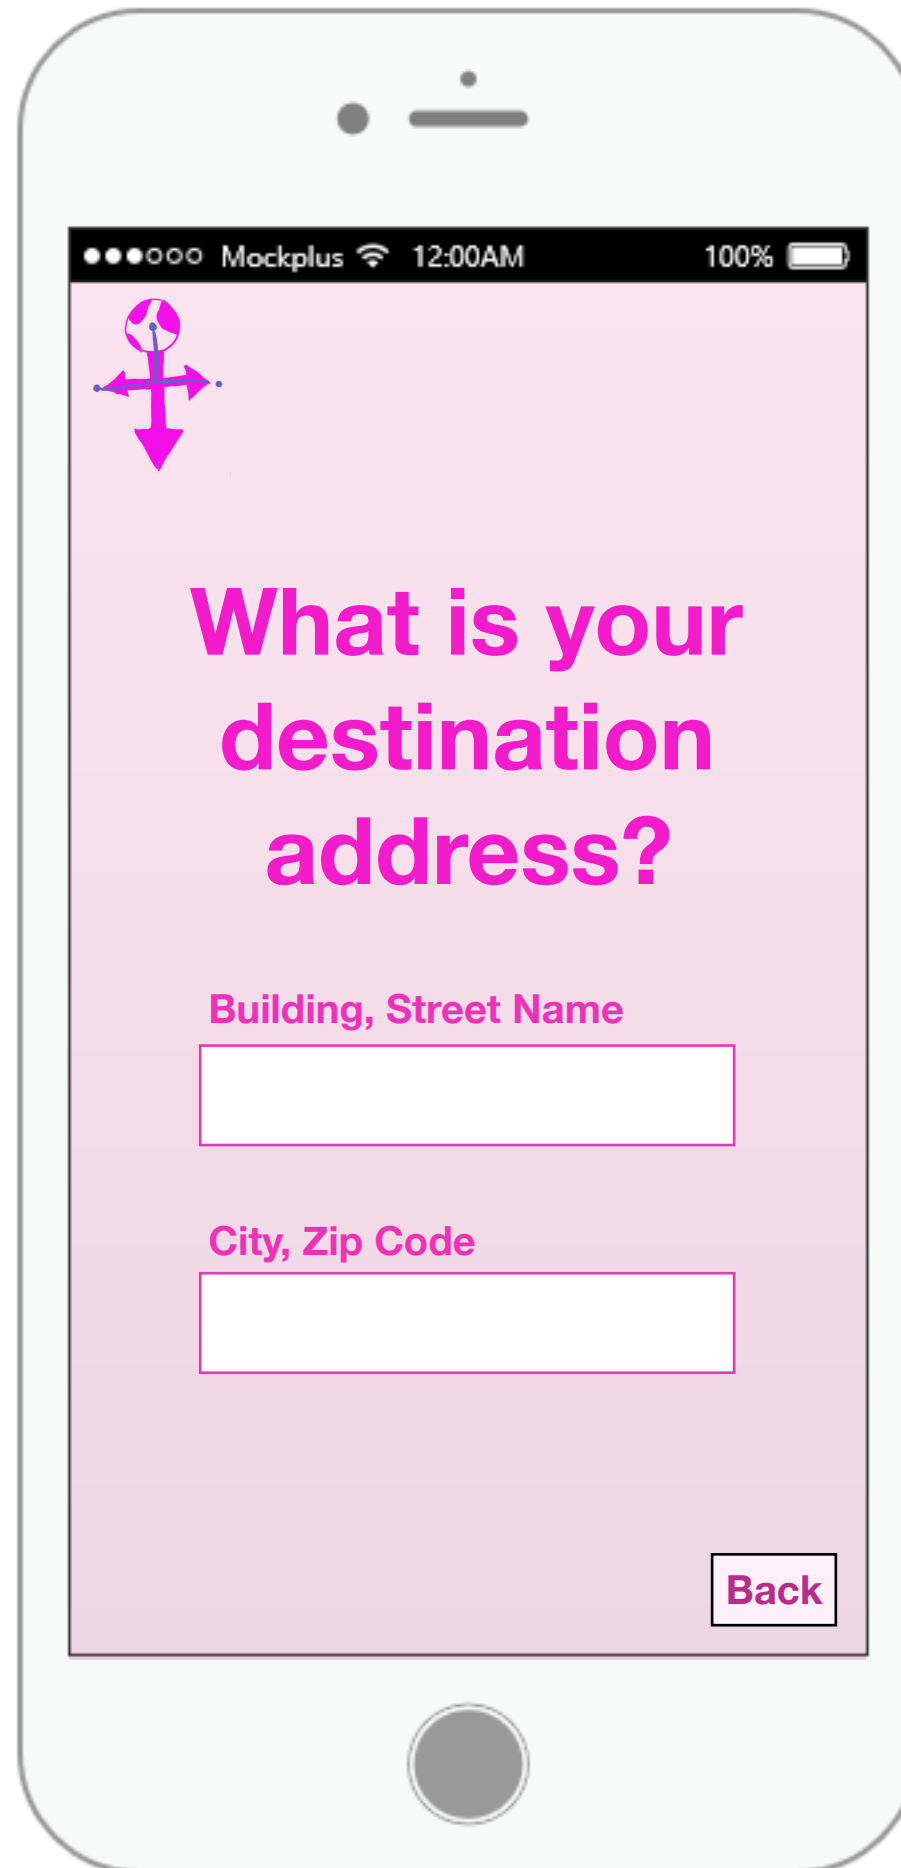 Mockplus 12:00AM 100%
What is your
destination
address?
Building, Street Name
City, Zip Code
Back